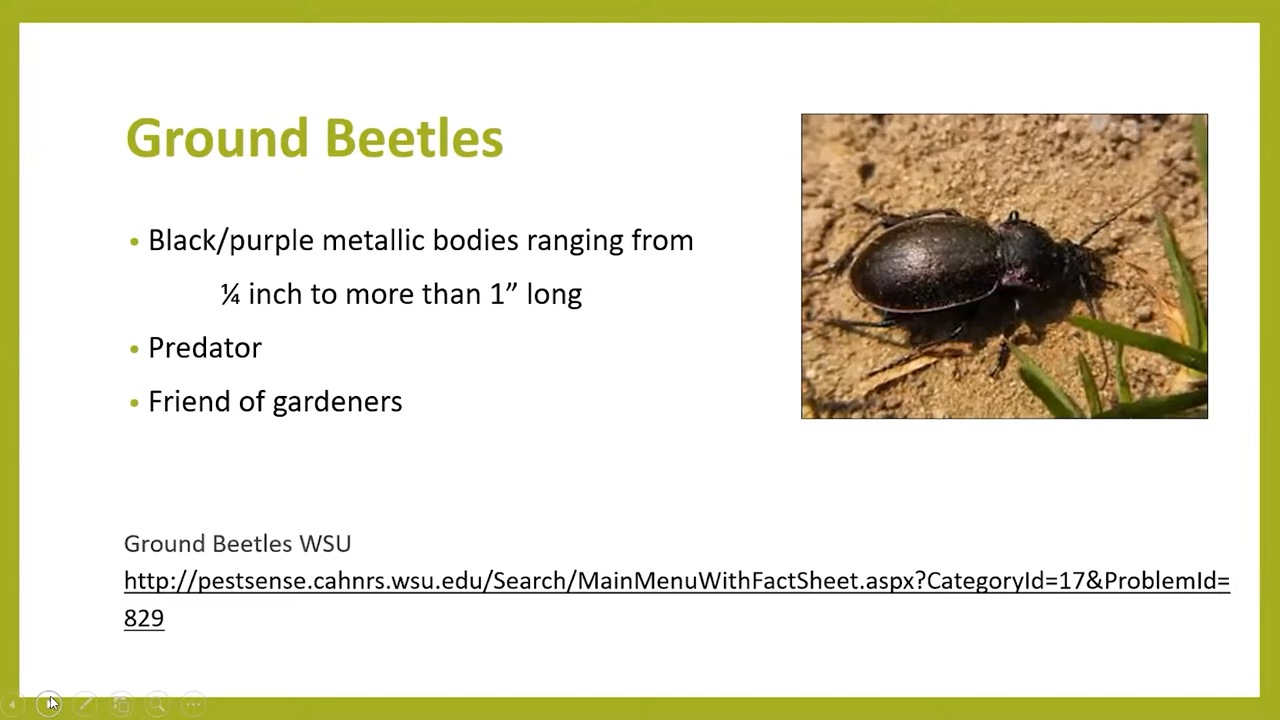 Ground Beetles
• Black/purple metallic bodies ranging from
¼ inch to more than 1” long
• Predator
• Friend of gardeners
Ground Beetles WSU
http://pestsense.cahnrs.wsu.edu/Search/MainMenuWithFactSheet.aspx?CategoryId=17&ProblemId=
829